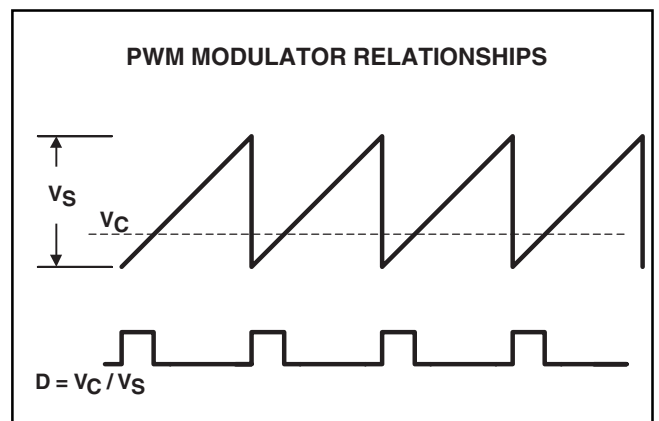 PWM MODULATOR RELATIONSHIPS
VS
VC
D = VC / VS